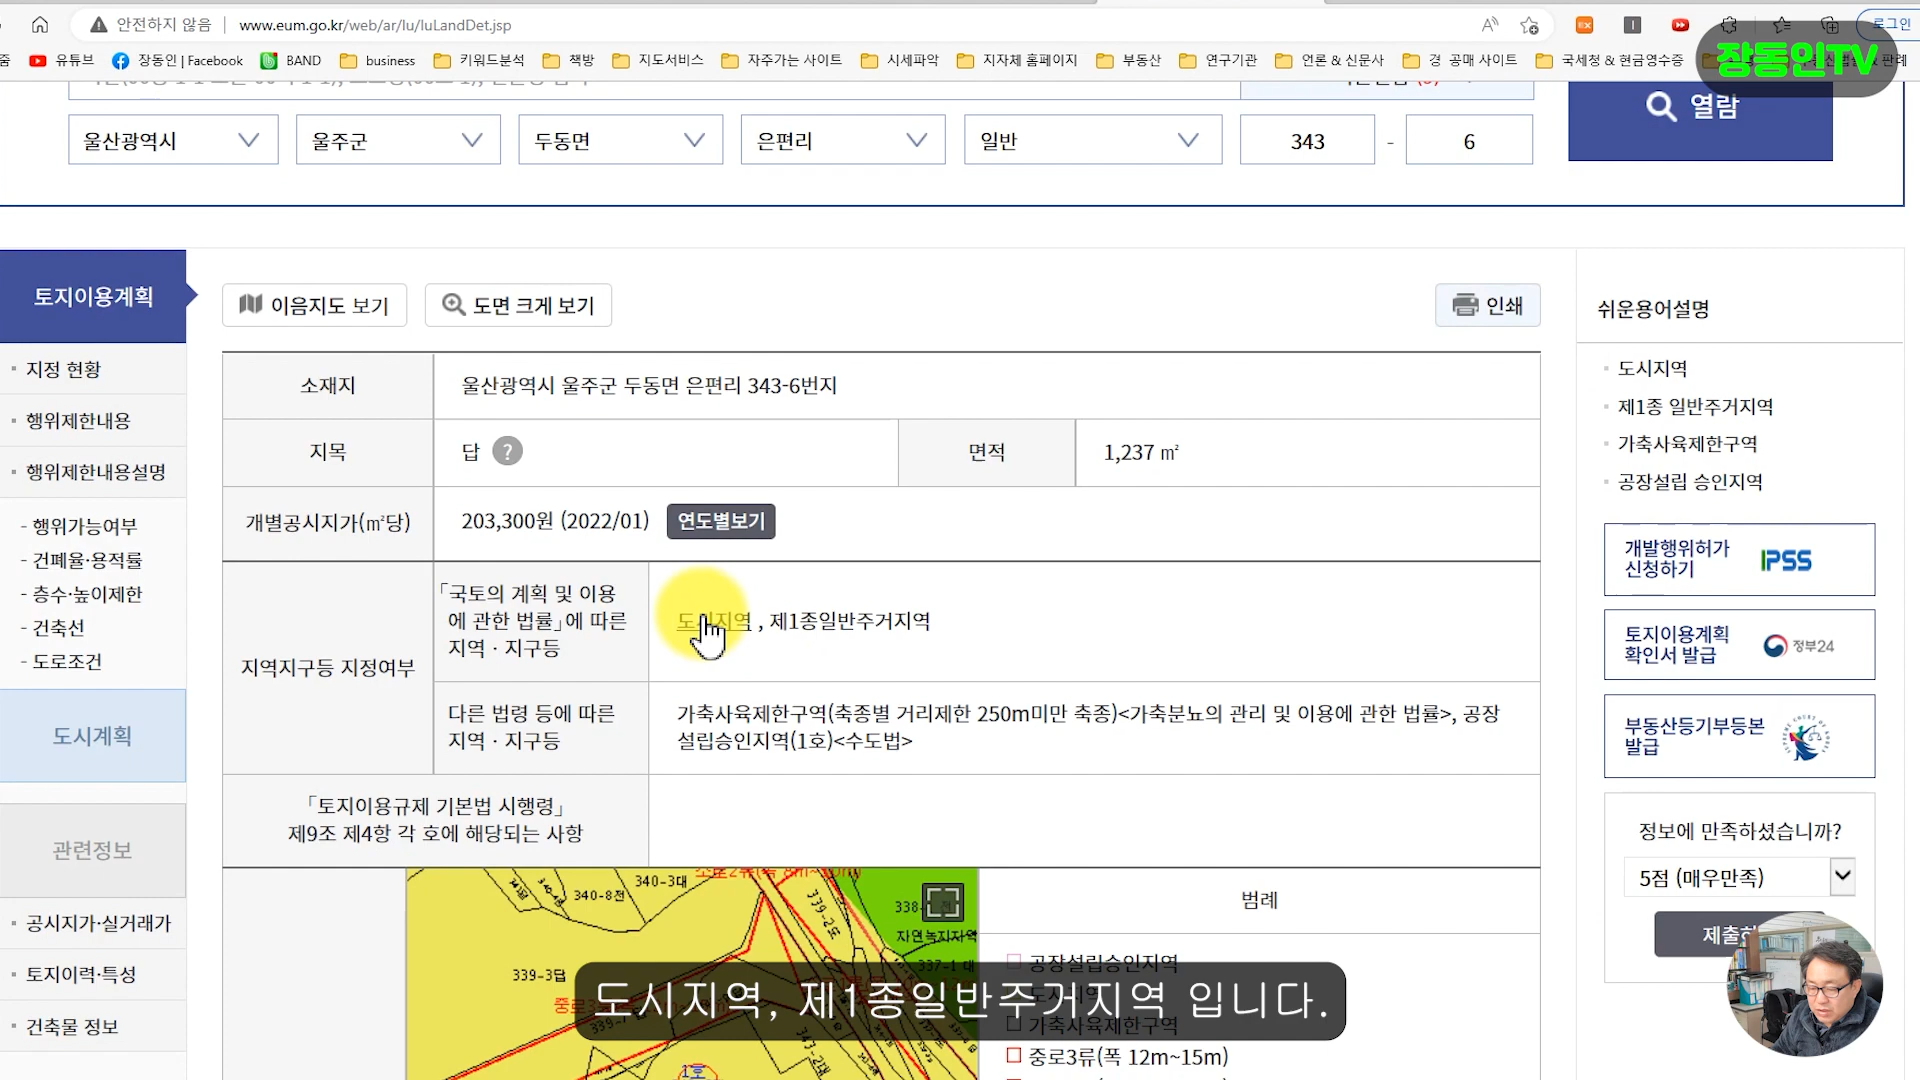 안전하지 않음 www.eum.go.kr/web/ar/lu/luLandDet.jsp
로그인
유튜브 장동인 | Facebook BAND business 키워드분석 책방 지도서비스 자주가는 사이트 시세파악 지자체 홈페이지 부동산 연구기관 언론 & 신문사 경 공매 사이트 국세청 & 현금영수증
장동인TV
울산광역시 울주군 두동면 은편리 일반 343 - 6 열람
토지이용계획
지정 현황
행위제한내용
행위제한내용설명
- 행위가능여부
- 건폐율·용적률
- 층수·높이제한
- 건축선
- 도로조건
도시계획
관련정보
공시지가·실거래가
토지이력·특성
건축물 정보
이음지도 보기 도면 크게 보기 인쇄
소재지 울산광역시 울주군 두동면 은편리 343-6번지
지목 답 ? 면적 1,237 ㎡
개별공시지가(㎡당) 203,300원 (2022/01) 연도별보기
지역지구등 지정여부
「국토의 계획 및 이용
에 관한 법률」에 따른
지역 · 지구등
도시지역 , 제1종일반주거지역
다른 법령 등에 따른
지역 · 지구등
가축사육제한구역(축종별 거리제한 250m미만 축종)<가축분뇨의 관리 및 이용에 관한 법률>, 공장
설립승인지역(1호)<수도법>
「토지이용규제 기본법 시행령」
제9조 제4항 각 호에 해당되는 사항
340-3대
340-8전
339-2도
자연녹지지역
337-1 대
339-3답
343-2대
1호
범례
공장설립승인지역
가축사육제한구역
중로3류(폭 12m~15m)
도시지역, 제1종일반주거지역 입니다.
쉬운용어설명
도시지역
제1종 일반주거지역
가축사육제한구역
공장설립 승인지역
개발행위허가
신청하기 IPSS
토지이용계획
확인서 발급 정부24
부동산등기부등본
발급
정보에 만족하셨습니까?
5점 (매우만족)